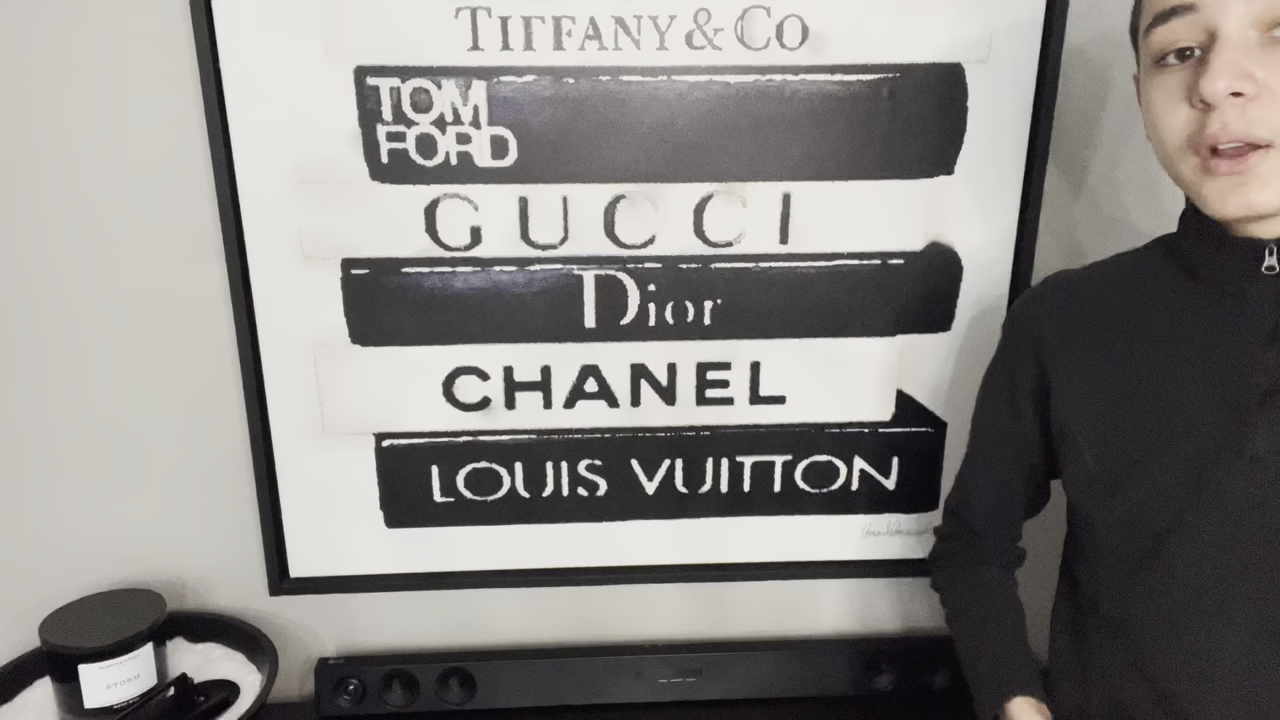 TIFFANY & CO
TOM
FORD
GUCCI
Dior
CHANEL
LOUIS VUITTON
STORM